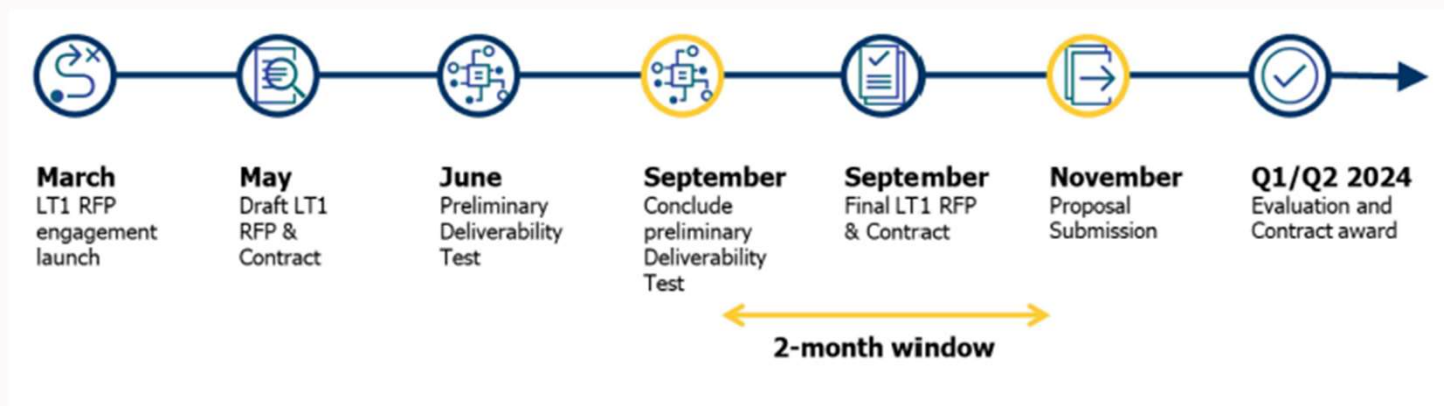 March
LT1 RFP
engagement
launch
May
Draft LT1
RFP &
Contract
June
Preliminary
Deliverability
Test
September
Conclude
preliminary
Deliverability
Test
September
Final LT1 RFP
& Contract
November
Proposal
Submission
Q1/Q2 2024
Evaluation and
Contract award
2-month window